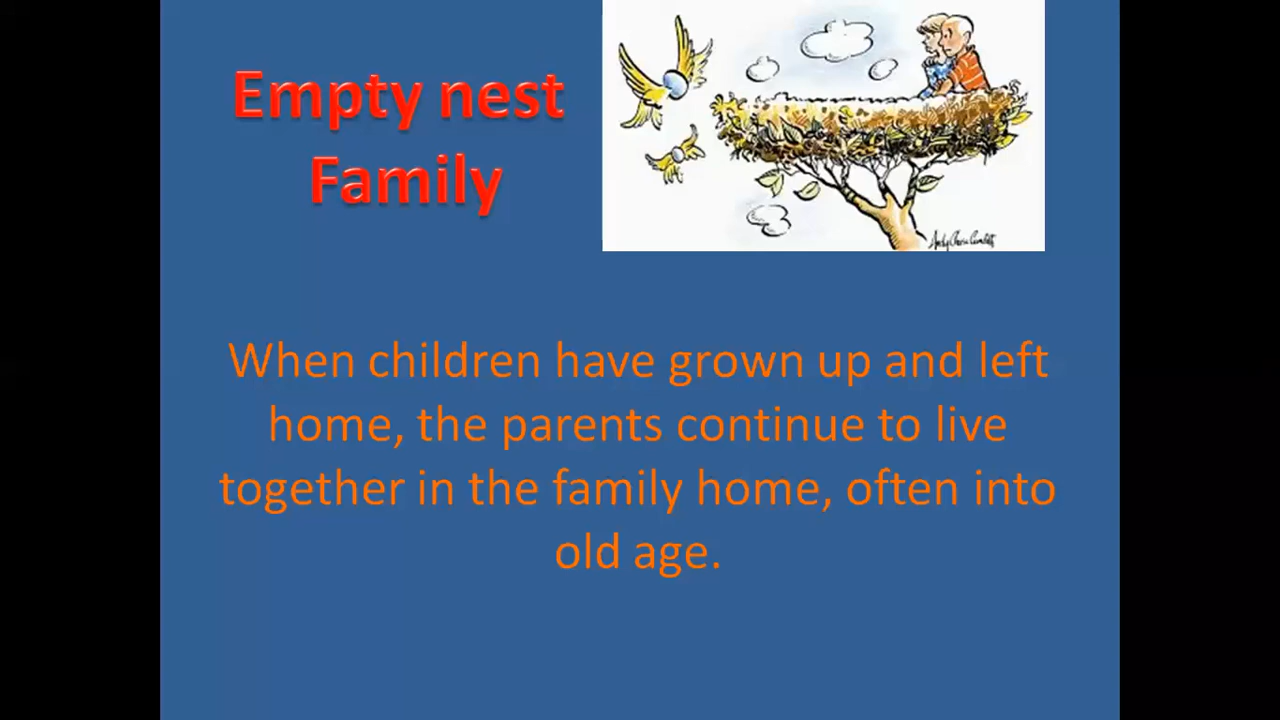 Empty nest
Family
When children have grown up and left
home, the parents continue to live
together in the family home, often into
old age.